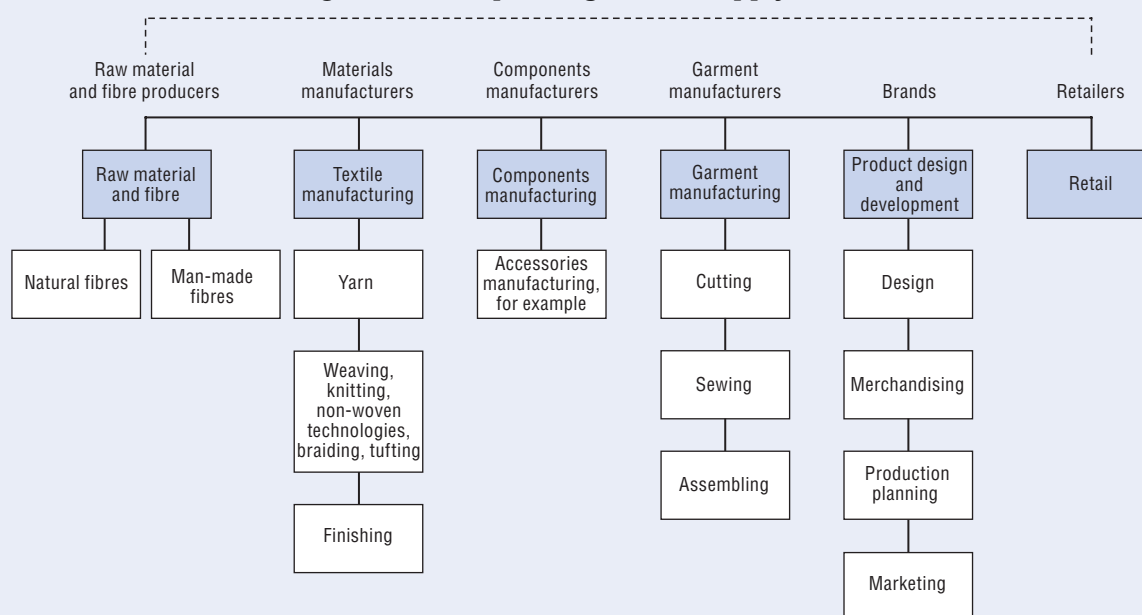 Raw material
and fibre producers
Materials
manufacturers
Components
manufacturers
Garment
manufacturers
Brands
Retailers
Raw material
and fibre
Textile
manufacturing
Components
manufacturing
Garment
manufacturing
Product design
and
development
Retail
Natural fibres
Man-made
fibres
Yarn
Accessories
manufacturing,
for example
Cutting
Design
Weaving,
knitting,
non-woven
technologies,
braiding, tufting
Sewing
Merchandising
Assembling
Production
planning
Finishing
Marketing